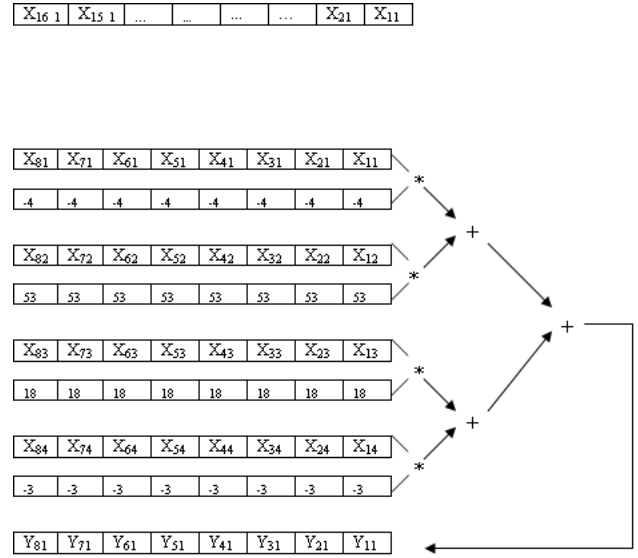 X16 1 X15 1 ... ... ... ... X21 X11
X81 X71 X61 X51 X41 X31 X21 X11
*
-4 -4 -4 -4 -4 -4 -4 -4
+
X82 X72 X62 X52 X42 X32 X22 X12
*
53 53 53 53 53 53 53 53
+
X83 X73 X63 X53 X43 X33 X23 X13
*
18 18 18 18 18 18 18 18
+
X84 X74 X64 X54 X44 X34 X24 X14
*
-3 -3 -3 -3 -3 -3 -3 -3
Y81 Y71 Y61 Y51 Y41 Y31 Y21 Y11